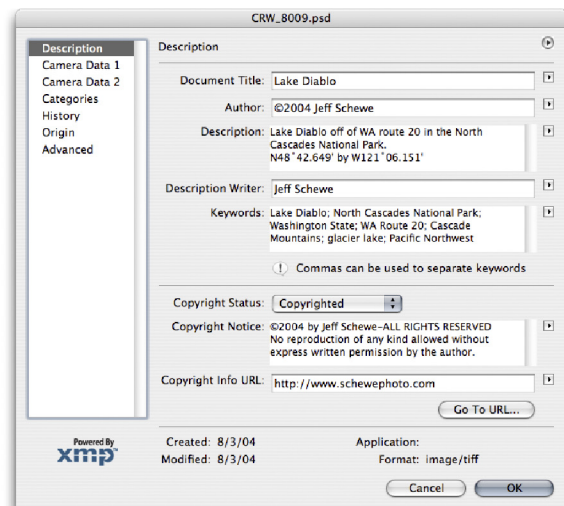 CRW_8009.psd
Description
Camera Data 1
Camera Data 2
Categories
History
Origin
Advanced
Description
Document Title: Lake Diablo
Author: ©2004 Jeff Schewe
Description: Lake Diablo off of WA route 20 in the North
Cascades National Park.
N48˚42.649' by W121˚06.151'
Description Writer: Jeff Schewe
Keywords: Lake Diablo; North Cascades National Park;
Washington State; WA Route 20; Cascade
Mountains; glacier lake; Pacific Northwest
! Commas can be used to separate keywords
Copyright Status: Copyrighted
Copyright Notice: ©2004 by Jeff Schewe-ALL RIGHTS RESERVED
No reproduction of any kind allowed without
express written permission by the author.
Copyright Info URL: http://www.schewephoto.com
Go To URL...
Powered By
xmp™
Created: 8/3/04 Application:
Modified: 8/3/04 Format: image/tiff
Cancel OK